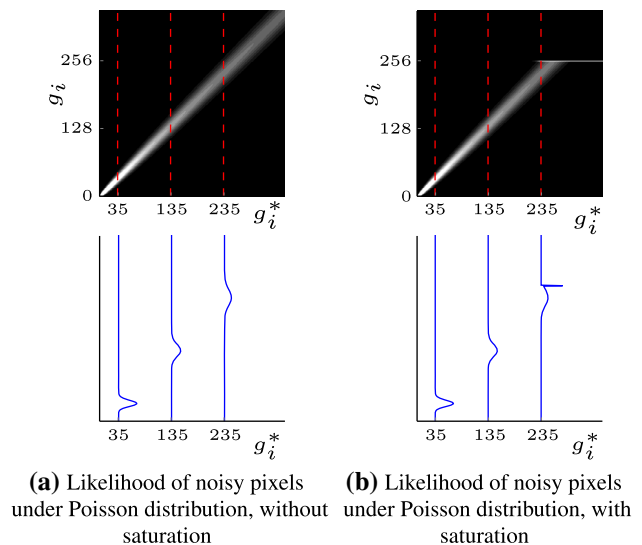 256
g_i
128
0
35 135 235 g_i^*
256
g_i
128
0
35 135 235 g_i^*
35 135 235 g_i^*
35 135 235 g_i^*
(a) Likelihood of noisy pixels
under Poisson distribution, without
saturation
(b) Likelihood of noisy pixels
under Poisson distribution, with
saturation